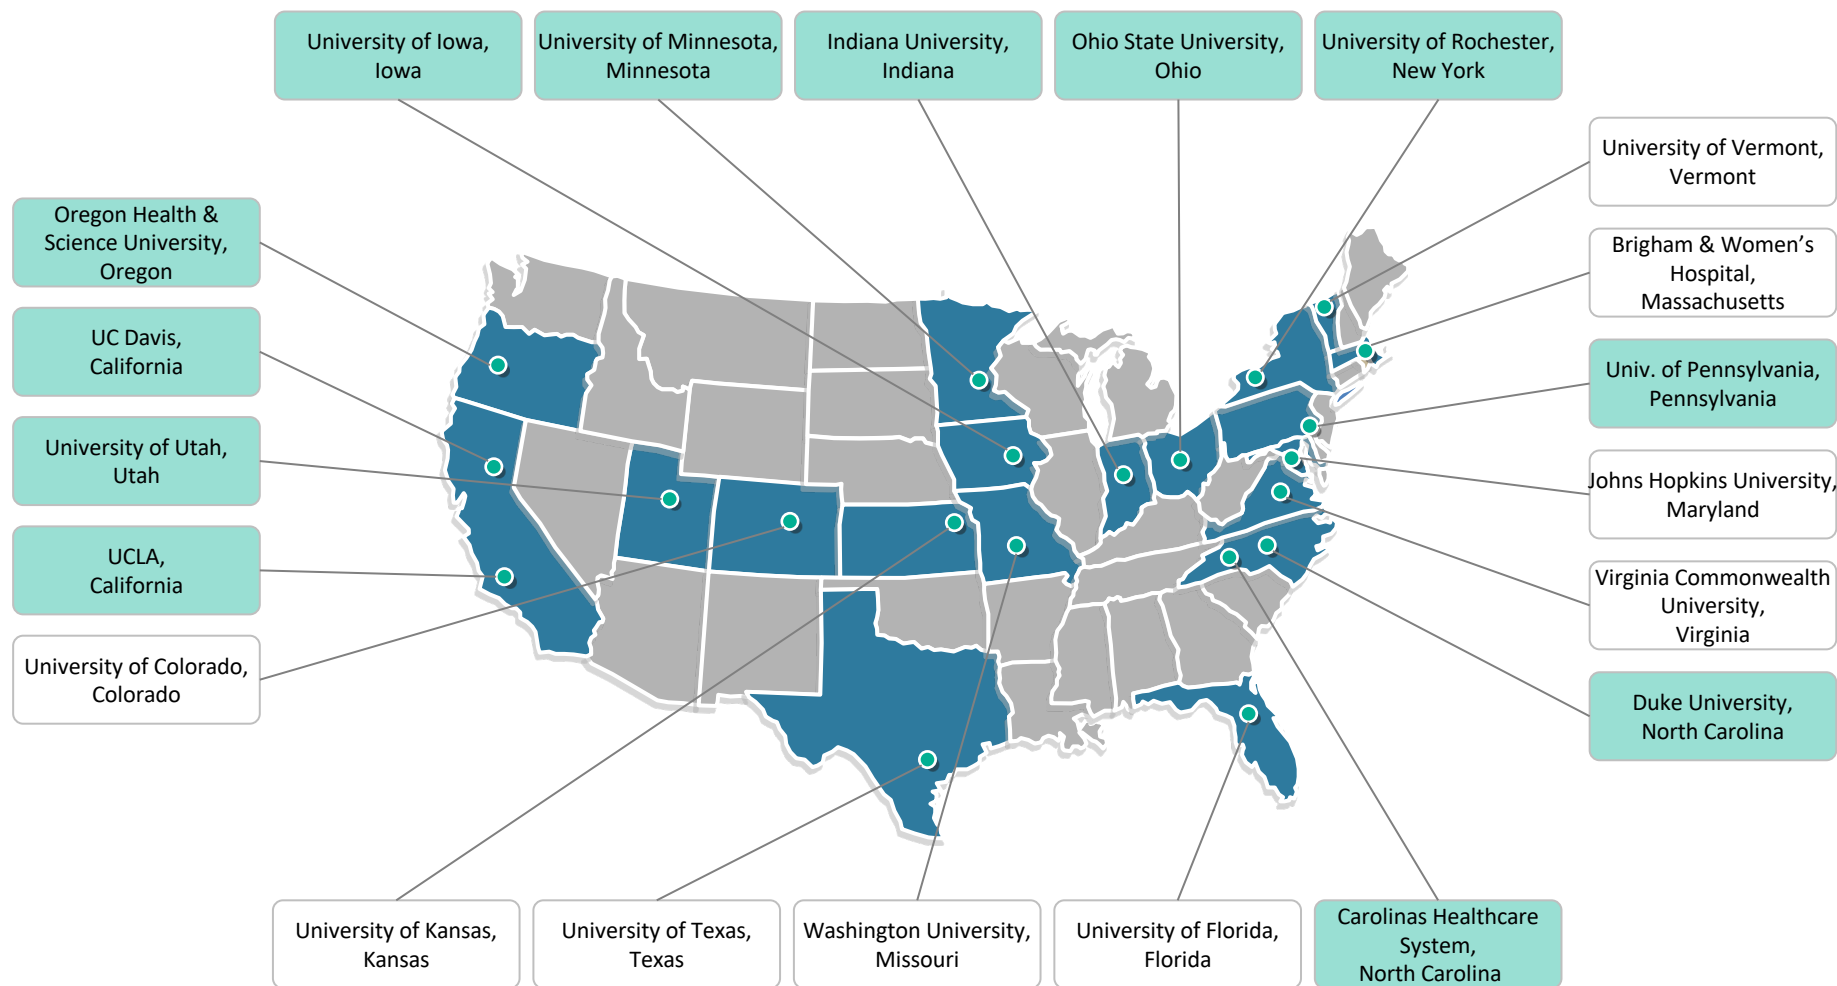 University of Iowa,
Iowa
University of Minnesota,
Minnesota
Indiana University,
Indiana
Ohio State University,
Ohio
University of Rochester,
New York
University of Vermont,
Vermont
Brigham & Women’s
Hospital,
Massachusetts
Univ. of Pennsylvania,
Pennsylvania
Johns Hopkins University,
Maryland
Virginia Commonwealth
University,
Virginia
Duke University,
North Carolina
Oregon Health &
Science University,
Oregon
UC Davis,
California
University of Utah,
Utah
UCLA,
California
University of Colorado,
Colorado
University of Kansas,
Kansas
University of Texas,
Texas
Washington University,
Missouri
University of Florida,
Florida
Carolinas Healthcare
System,
North Carolina